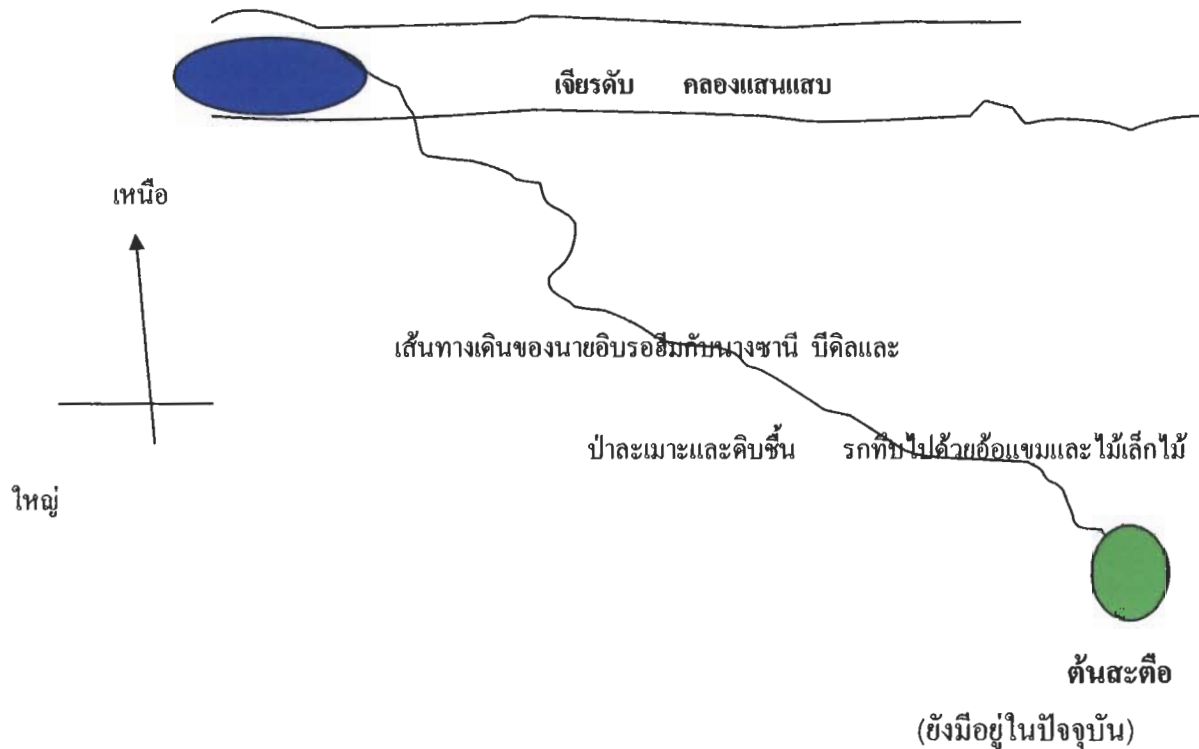 เจียรดับ คลองแสนแสบ
เหนือ
เส้นทางเดินของนายอิบรอฮีมกับนางซานี บีดิลและ
ป่าละเมาะและดิบชื้น รกทึบไปด้วยอ้อแขมและไม้เล็กไม้
ใหญ่
ต้นสะตือ
(ยังมีอยู่ในปัจจุบัน)